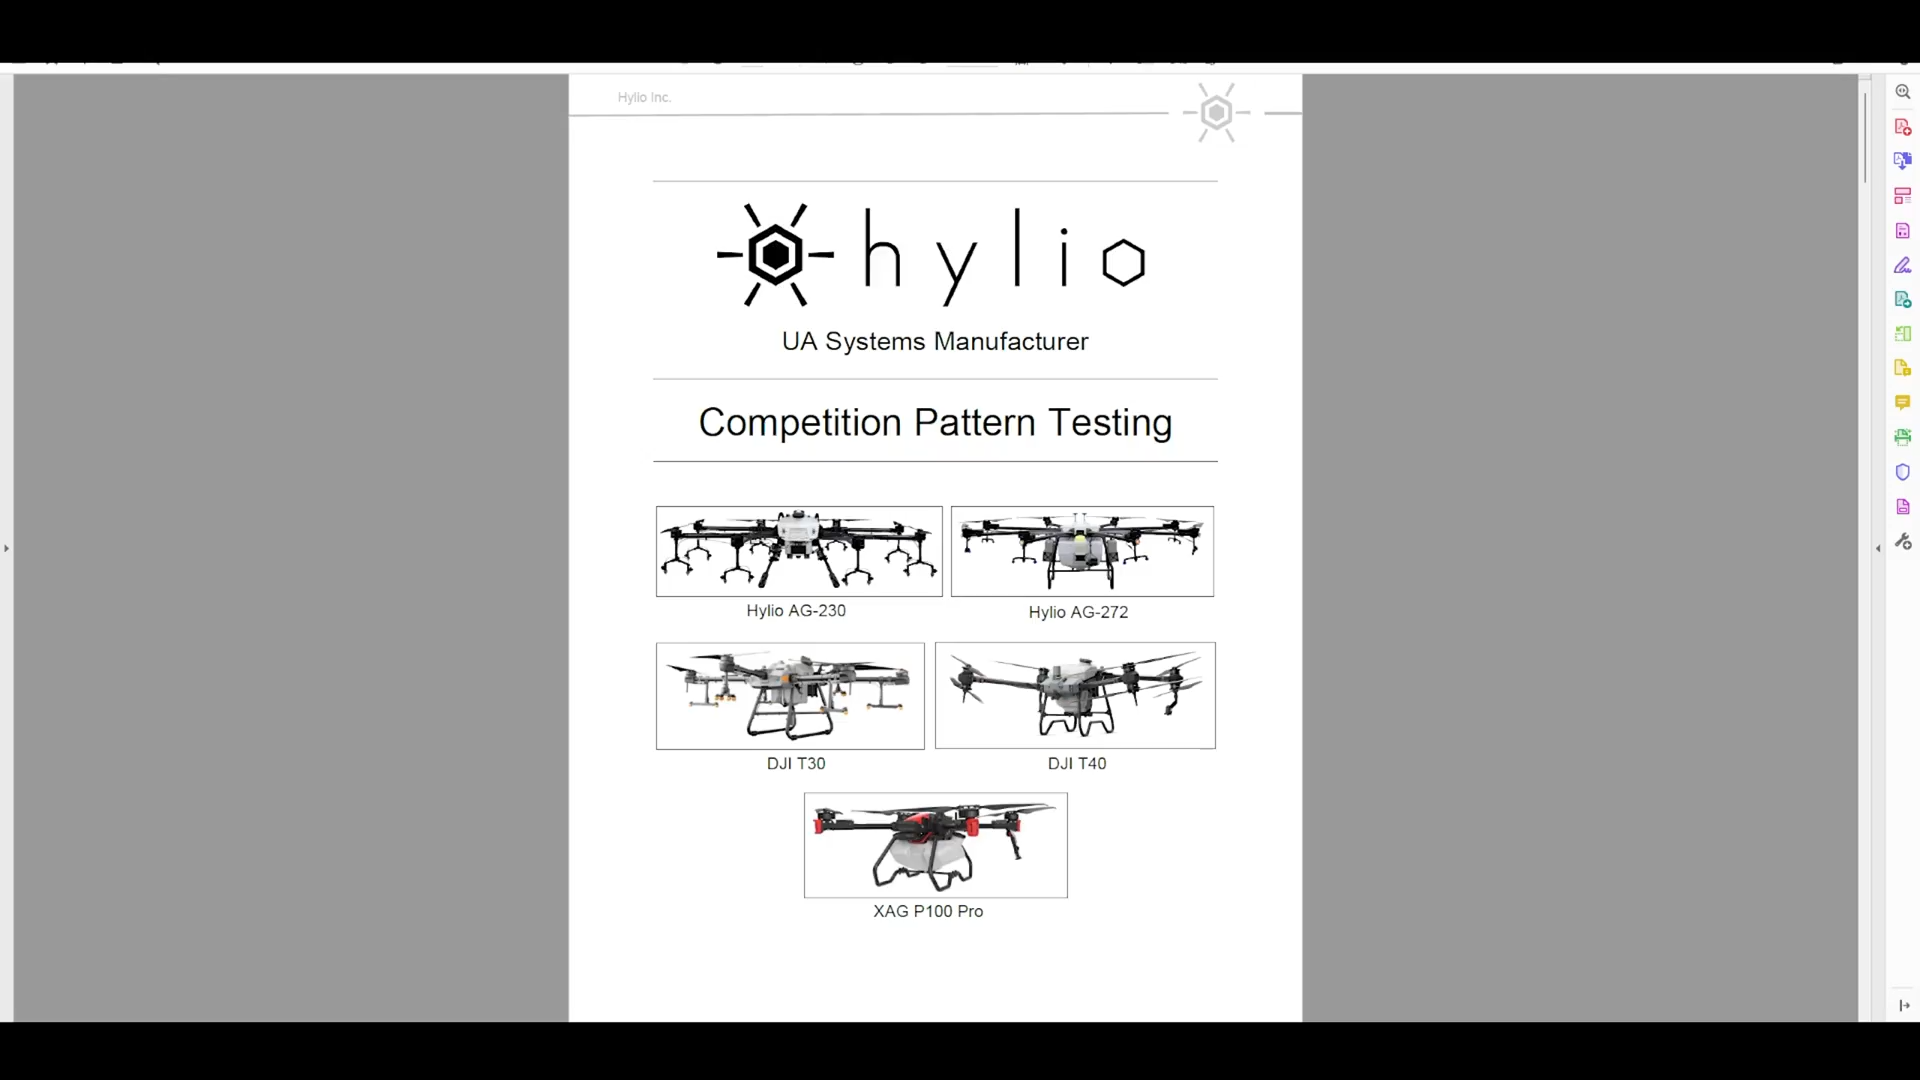 Hylio Inc.
hylio
UA Systems Manufacturer
Competition Pattern Testing
Hylio AG-230
Hylio AG-272
DJI T30
DJI T40
XAG P100 Pro